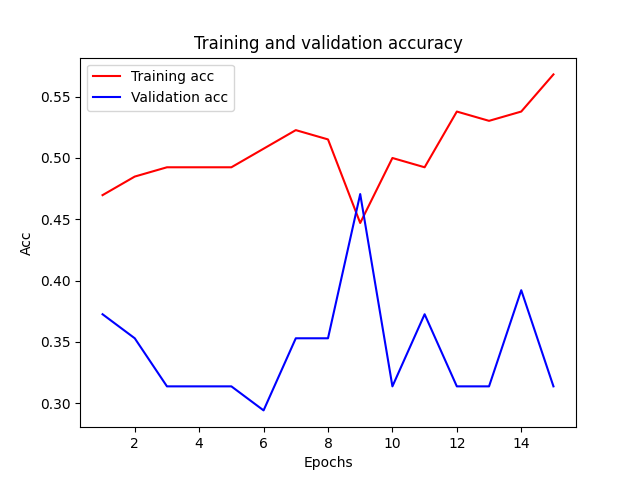 Training and validation accuracy
Training acc
Validation acc
0.55
0.50
0.45
0.40
0.35
0.30
Acc
2 4 6 8 10 12 14
Epochs